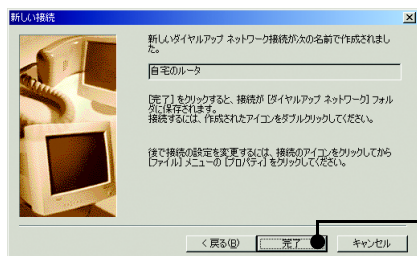 新しい接続
新しいダイヤルアップ ネットワーク接続が次の名前で作成されまし
た。
自宅のルータ
[完了] をクリックすると、接続が [ダイヤルアップ ネットワーク] フォル
ダに保存されます。
接続するには、作成されたアイコンをダブルクリックしてください。
後で接続の設定を変更するには、接続のアイコンをクリックしてから
[ファイル] メニューの [プロパティ] をクリックしてください。
< 戻る(B)
完了
キャンセル